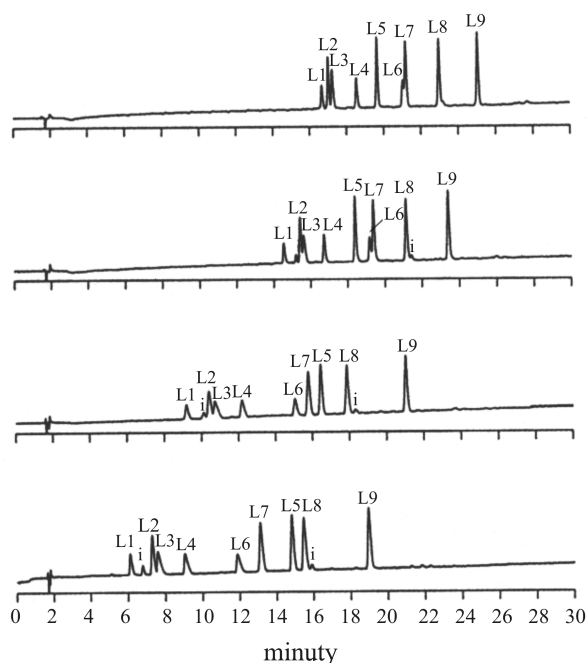 L1 L2 L3 L4 L5 L6 L7 L8 L9
L1 L2 L3 L4 L5 L7 L6 L8 i L9
L1 i L2 L3 L4 L6 L7 L5 L8 i L9
L1 i L2 L3 L4 L6 L7 L5 L8 i L9
0 2 4 6 8 10 12 14 16 18 20 22 24 26 28 30
minuty